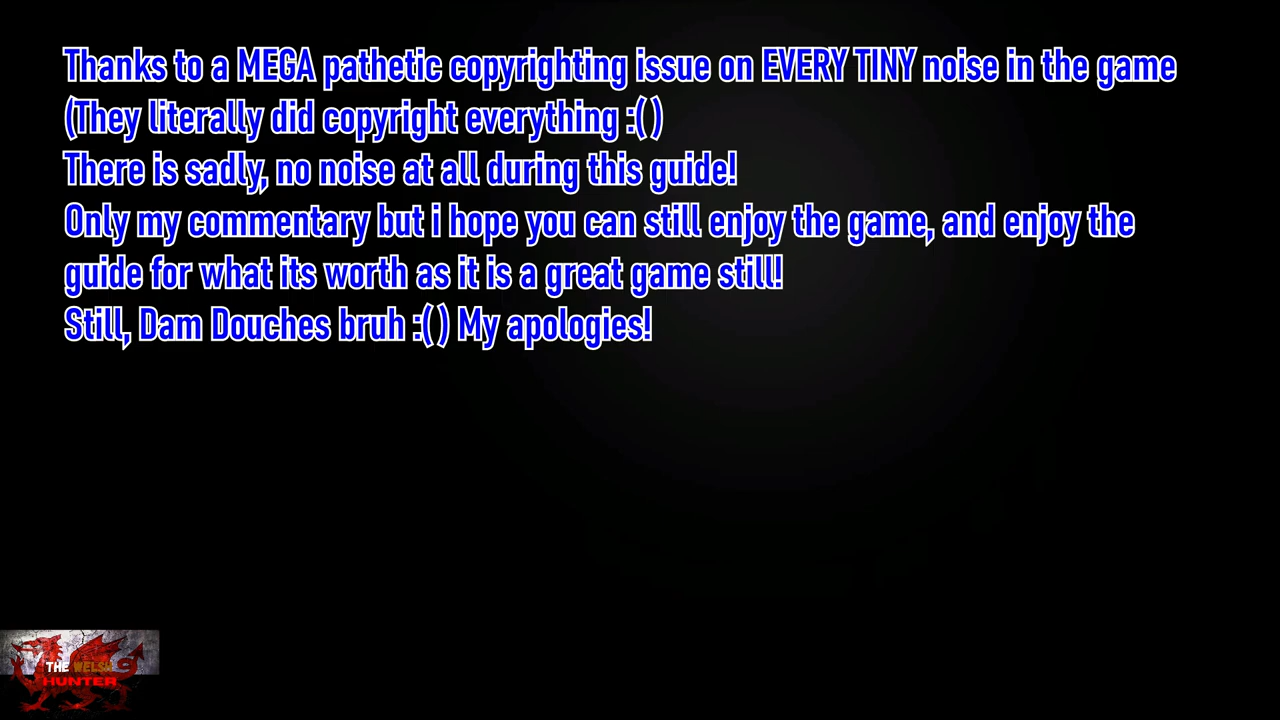 Thanks to a MEGA pathetic copyrighting issue on EVERY TINY noise in the game
(They literally did copyright everything :( )
There is sadly, no noise at all during this guide!
Only my commentary but i hope you can still enjoy the game, and enjoy the
guide for what its worth as it is a great game still!
Still, Dam Douches bruh :( ) My apologies!
THE WELSH
HUNTER